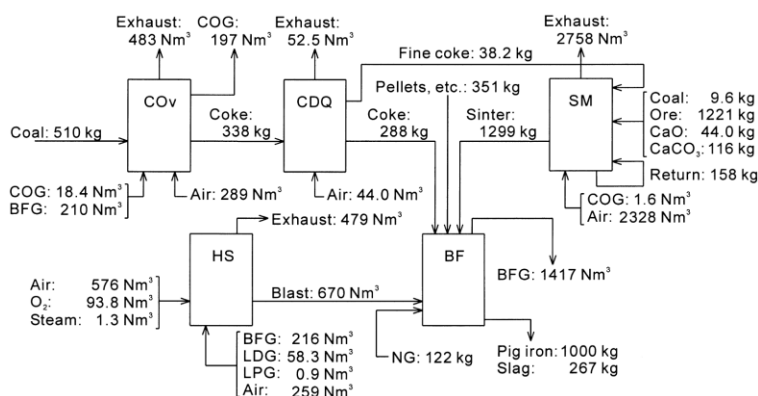 Exhaust:
483 Nm³
COG:
197 Nm³
Exhaust:
52.5 Nm³
Exhaust:
2758 Nm³
Fine coke: 38.2 kg
COv
CDQ
Pellets, etc.: 351 kg
SM
Coal: 510 kg
Coke:
338 kg
Coke:
288 kg
Sinter:
1299 kg
Coal: 9.6 kg
Ore: 1221 kg
CaO: 44.0 kg
CaCO₃: 116 kg
Return: 158 kg
COG: 18.4 Nm³
BFG: 210 Nm³
Air: 289 Nm³
Air: 44.0 Nm³
COG: 1.6 Nm³
Air: 2328 Nm³
Exhaust: 479 Nm³
HS
BF
BFG: 1417 Nm³
Air: 576 Nm³
O₂: 93.8 Nm³
Steam: 1.3 Nm³
Blast: 670 Nm³
BFG: 216 Nm³
LDG: 58.3 Nm³
LPG: 0.9 Nm³
Air: 259 Nm³
NG: 122 kg
Pig iron: 1000 kg
Slag: 267 kg